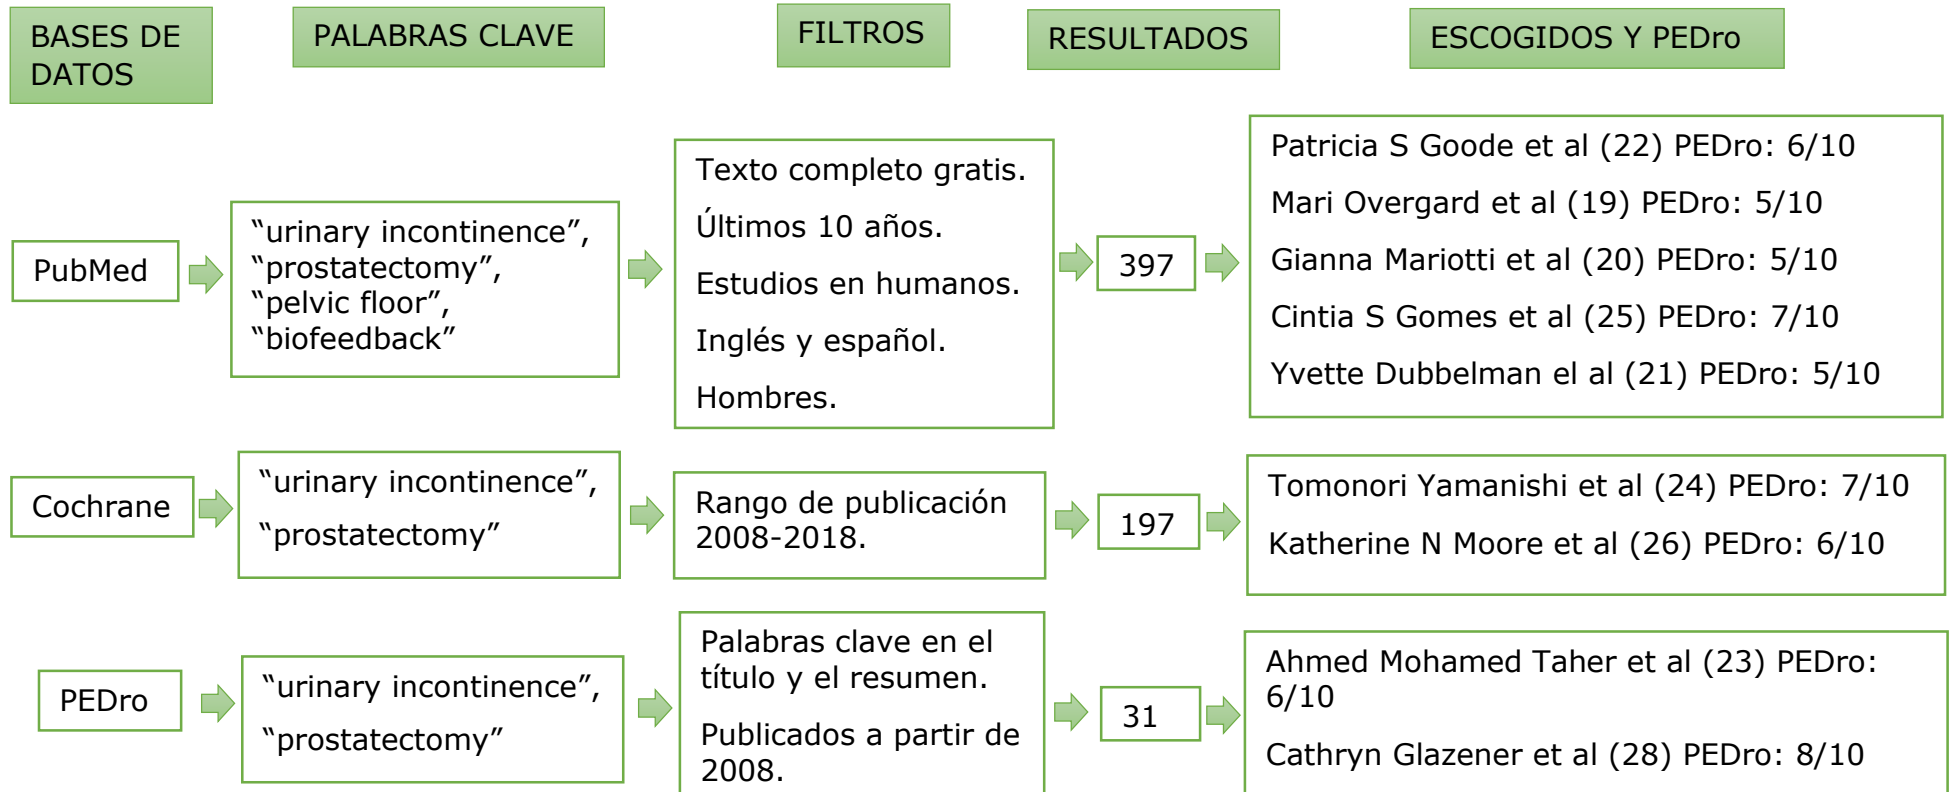 BASES DE
DATOS
PALABRAS CLAVE
FILTROS
RESULTADOS
ESCOGIDOS Y PEDro
PubMed
“urinary incontinence”,
“prostatectomy”,
“pelvic floor”,
“biofeedback”
Texto completo gratis.
Últimos 10 años.
Estudios en humanos.
Inglés y español.
Hombres.
397
Patricia S Goode et al (22) PEDro: 6/10
Mari Overgard et al (19) PEDro: 5/10
Gianna Mariotti et al (20) PEDro: 5/10
Cintia S Gomes et al (25) PEDro: 7/10
Yvette Dubbelman el al (21) PEDro: 5/10
Cochrane
“urinary incontinence”,
“prostatectomy”
Rango de publicación
2008-2018.
197
Tomonori Yamanishi et al (24) PEDro: 7/10
Katherine N Moore et al (26) PEDro: 6/10
PEDro
“urinary incontinence”,
“prostatectomy”
Palabras clave en el
título y el resumen.
Publicados a partir de
2008.
31
Ahmed Mohamed Taher et al (23) PEDro:
6/10
Cathryn Glazener et al (28) PEDro: 8/10